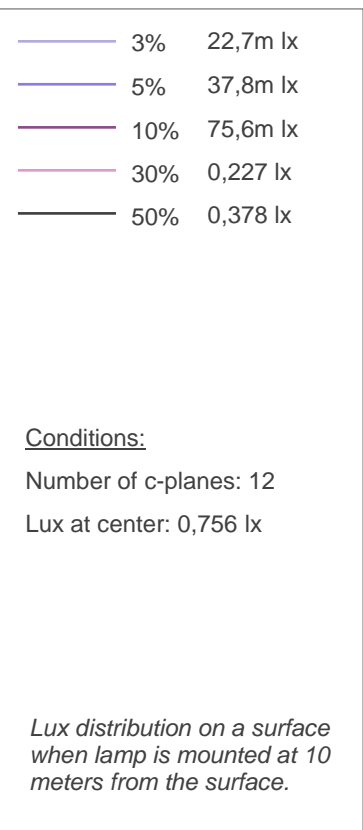 3% 22,7m lx
5% 37,8m lx
10% 75,6m lx
30% 0,227 lx
50% 0,378 lx
Conditions:
Number of c-planes: 12
Lux at center: 0,756 lx
Lux distribution on a surface
when lamp is mounted at 10
meters from the surface.